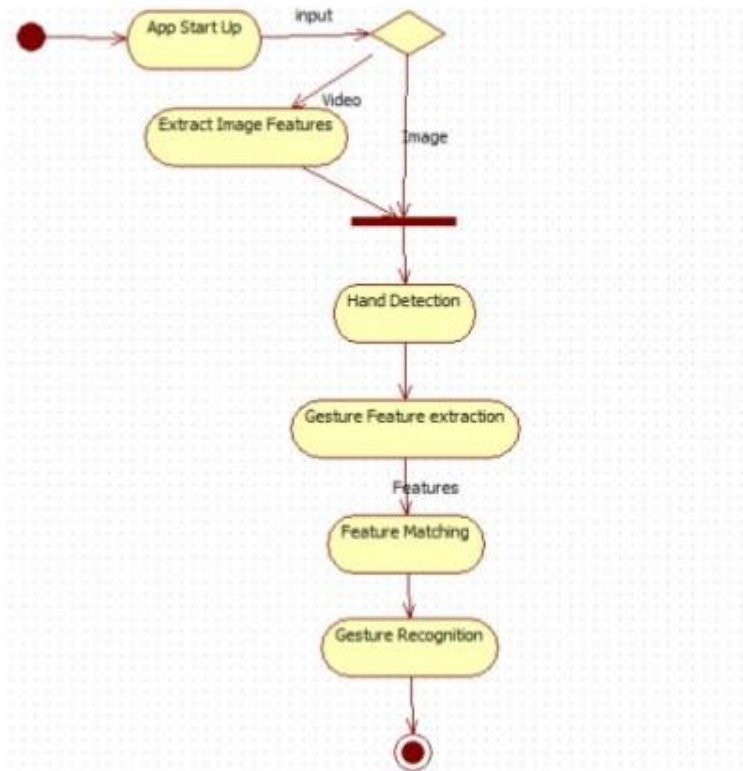 input
App Start Up
Video
Extract Image Features
Image
Hand Detection
Gesture Feature extraction
Features
Feature Matching
Gesture Recognition